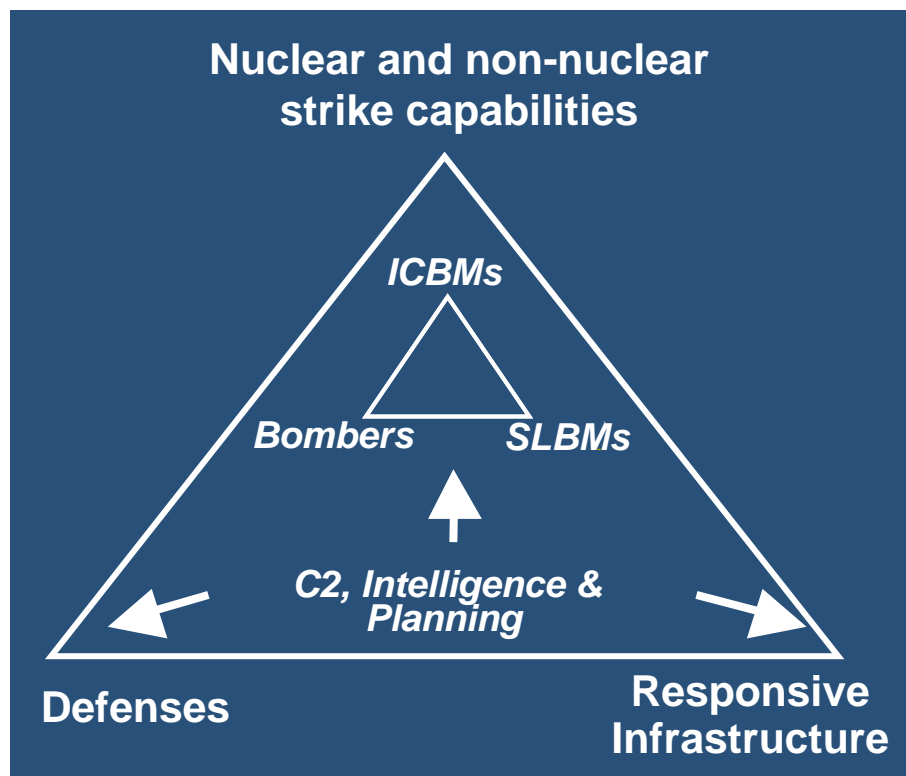 Nuclear and non-nuclear
strike capabilities
ICBMs
Bombers
SLBMs
C2, Intelligence &
Planning
Defenses
Responsive
Infrastructure